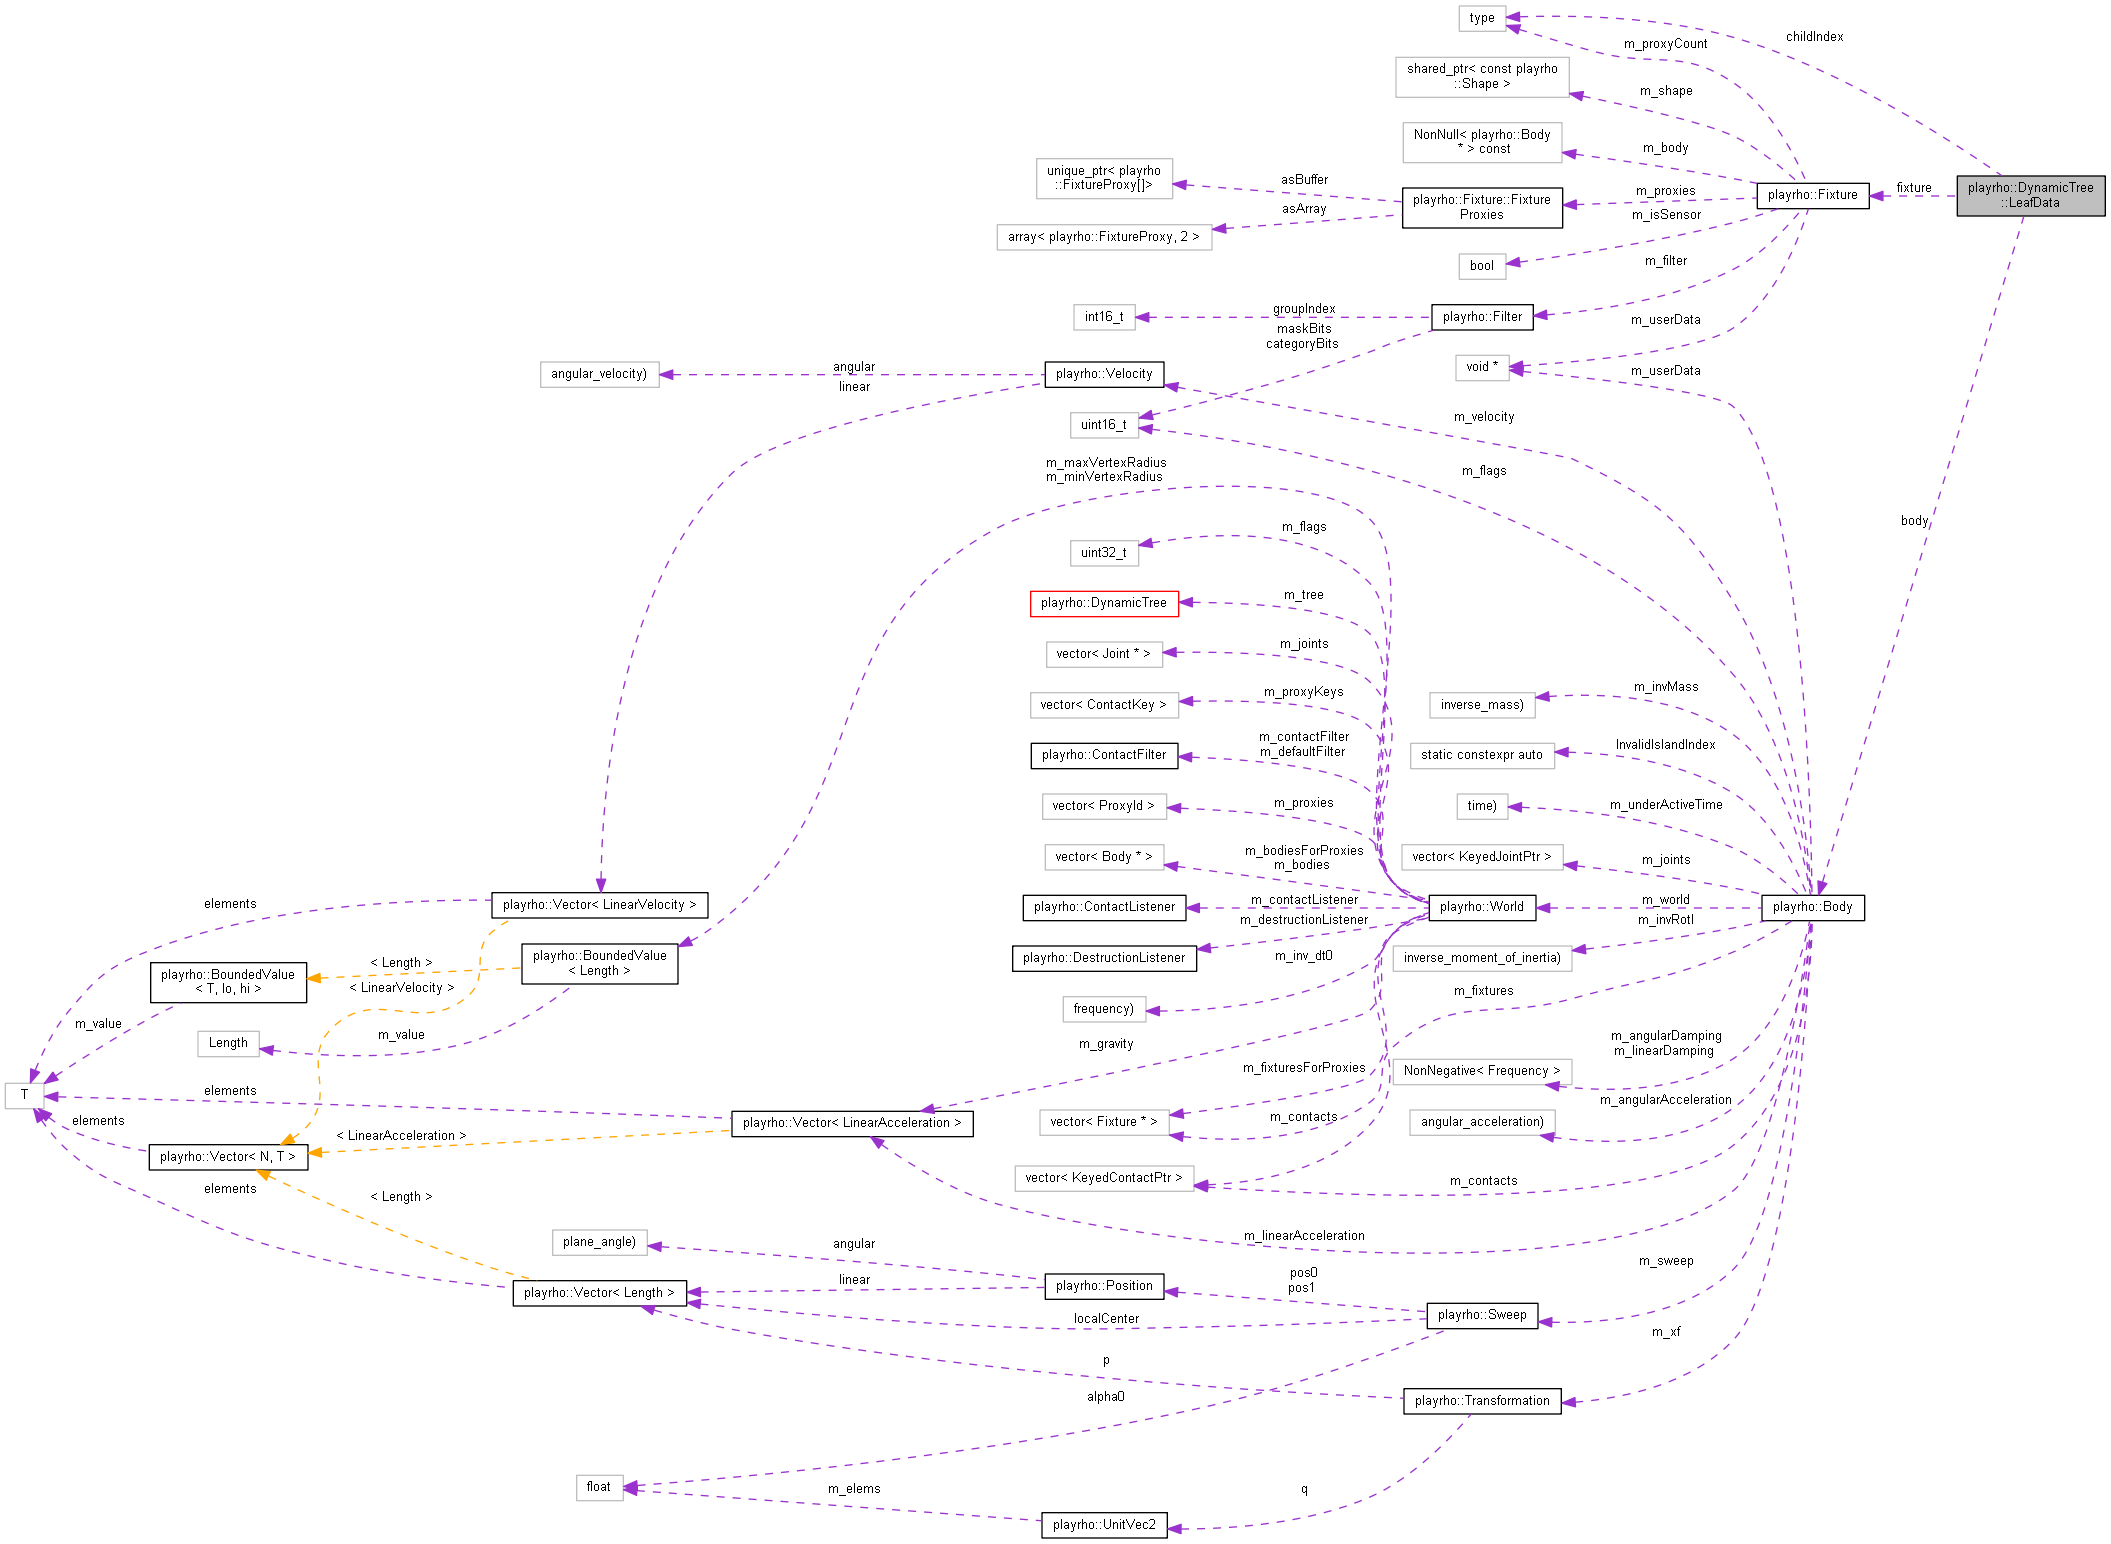 type
childIndex
m_proxyCount
shared_ptr< const playrho
::Shape >
m_shape
NonNull< playrho::Body
* > const
m_body
unique_ptr< playrho
::FixtureProxy[]>
asBuffer
playrho::Fixture::Fixture
Proxies
m_proxies
playrho::Fixture
fixture
playrho::DynamicTree
::LeafData
asArray
m_isSensor
array< playrho::FixtureProxy, 2 >
bool
m_filter
int16_t
groupIndex
playrho::Filter
maskBits
categoryBits
m_userData
void *
m_userData
angular_velocity)
angular
linear
playrho::Velocity
m_velocity
uint16_t
m_flags
m_maxVertexRadius
m_minVertexRadius
body
m_flags
uint32_t
m_tree
playrho::DynamicTree
m_joints
vector< Joint * >
m_proxyKeys
vector< ContactKey >
m_invMass
inverse_mass)
m_contactFilter
m_defaultFilter
playrho::ContactFilter
InvalidIslandIndex
static constexpr auto
m_proxies
vector< ProxyId >
m_underActiveTime
time)
m_bodiesForProxies
m_bodies
vector< Body * >
m_joints
vector< KeyedJointPtr >
m_contactListener
playrho::ContactListener
playrho::World
m_world
playrho::Body
m_destructionListener
playrho::DestructionListener
m_invRotI
inverse_moment_of_inertia)
elements
playrho::Vector< LinearVelocity >
playrho::BoundedValue
< Length >
< Length >
playrho::BoundedValue
< T, lo, hi >
< LinearVelocity >
m_inv_dt0
frequency)
m_fixtures
m_value
Length
m_value
m_gravity
m_angularDamping
m_linearDamping
NonNegative< Frequency >
m_fixturesForProxies
T
elements
m_angularAcceleration
angular_acceleration)
m_contacts
vector< Fixture * >
playrho::Vector< LinearAcceleration >
elements
< LinearAcceleration >
playrho::Vector< N, T >
vector< KeyedContactPtr >
m_contacts
elements
< Length >
m_linearAcceleration
plane_angle)
angular
m_sweep
linear
playrho::Position
pos0
pos1
playrho::Vector< Length >
localCenter
playrho::Sweep
m_xf
p
alpha0
playrho::Transformation
float
m_elems
q
playrho::UnitVec2